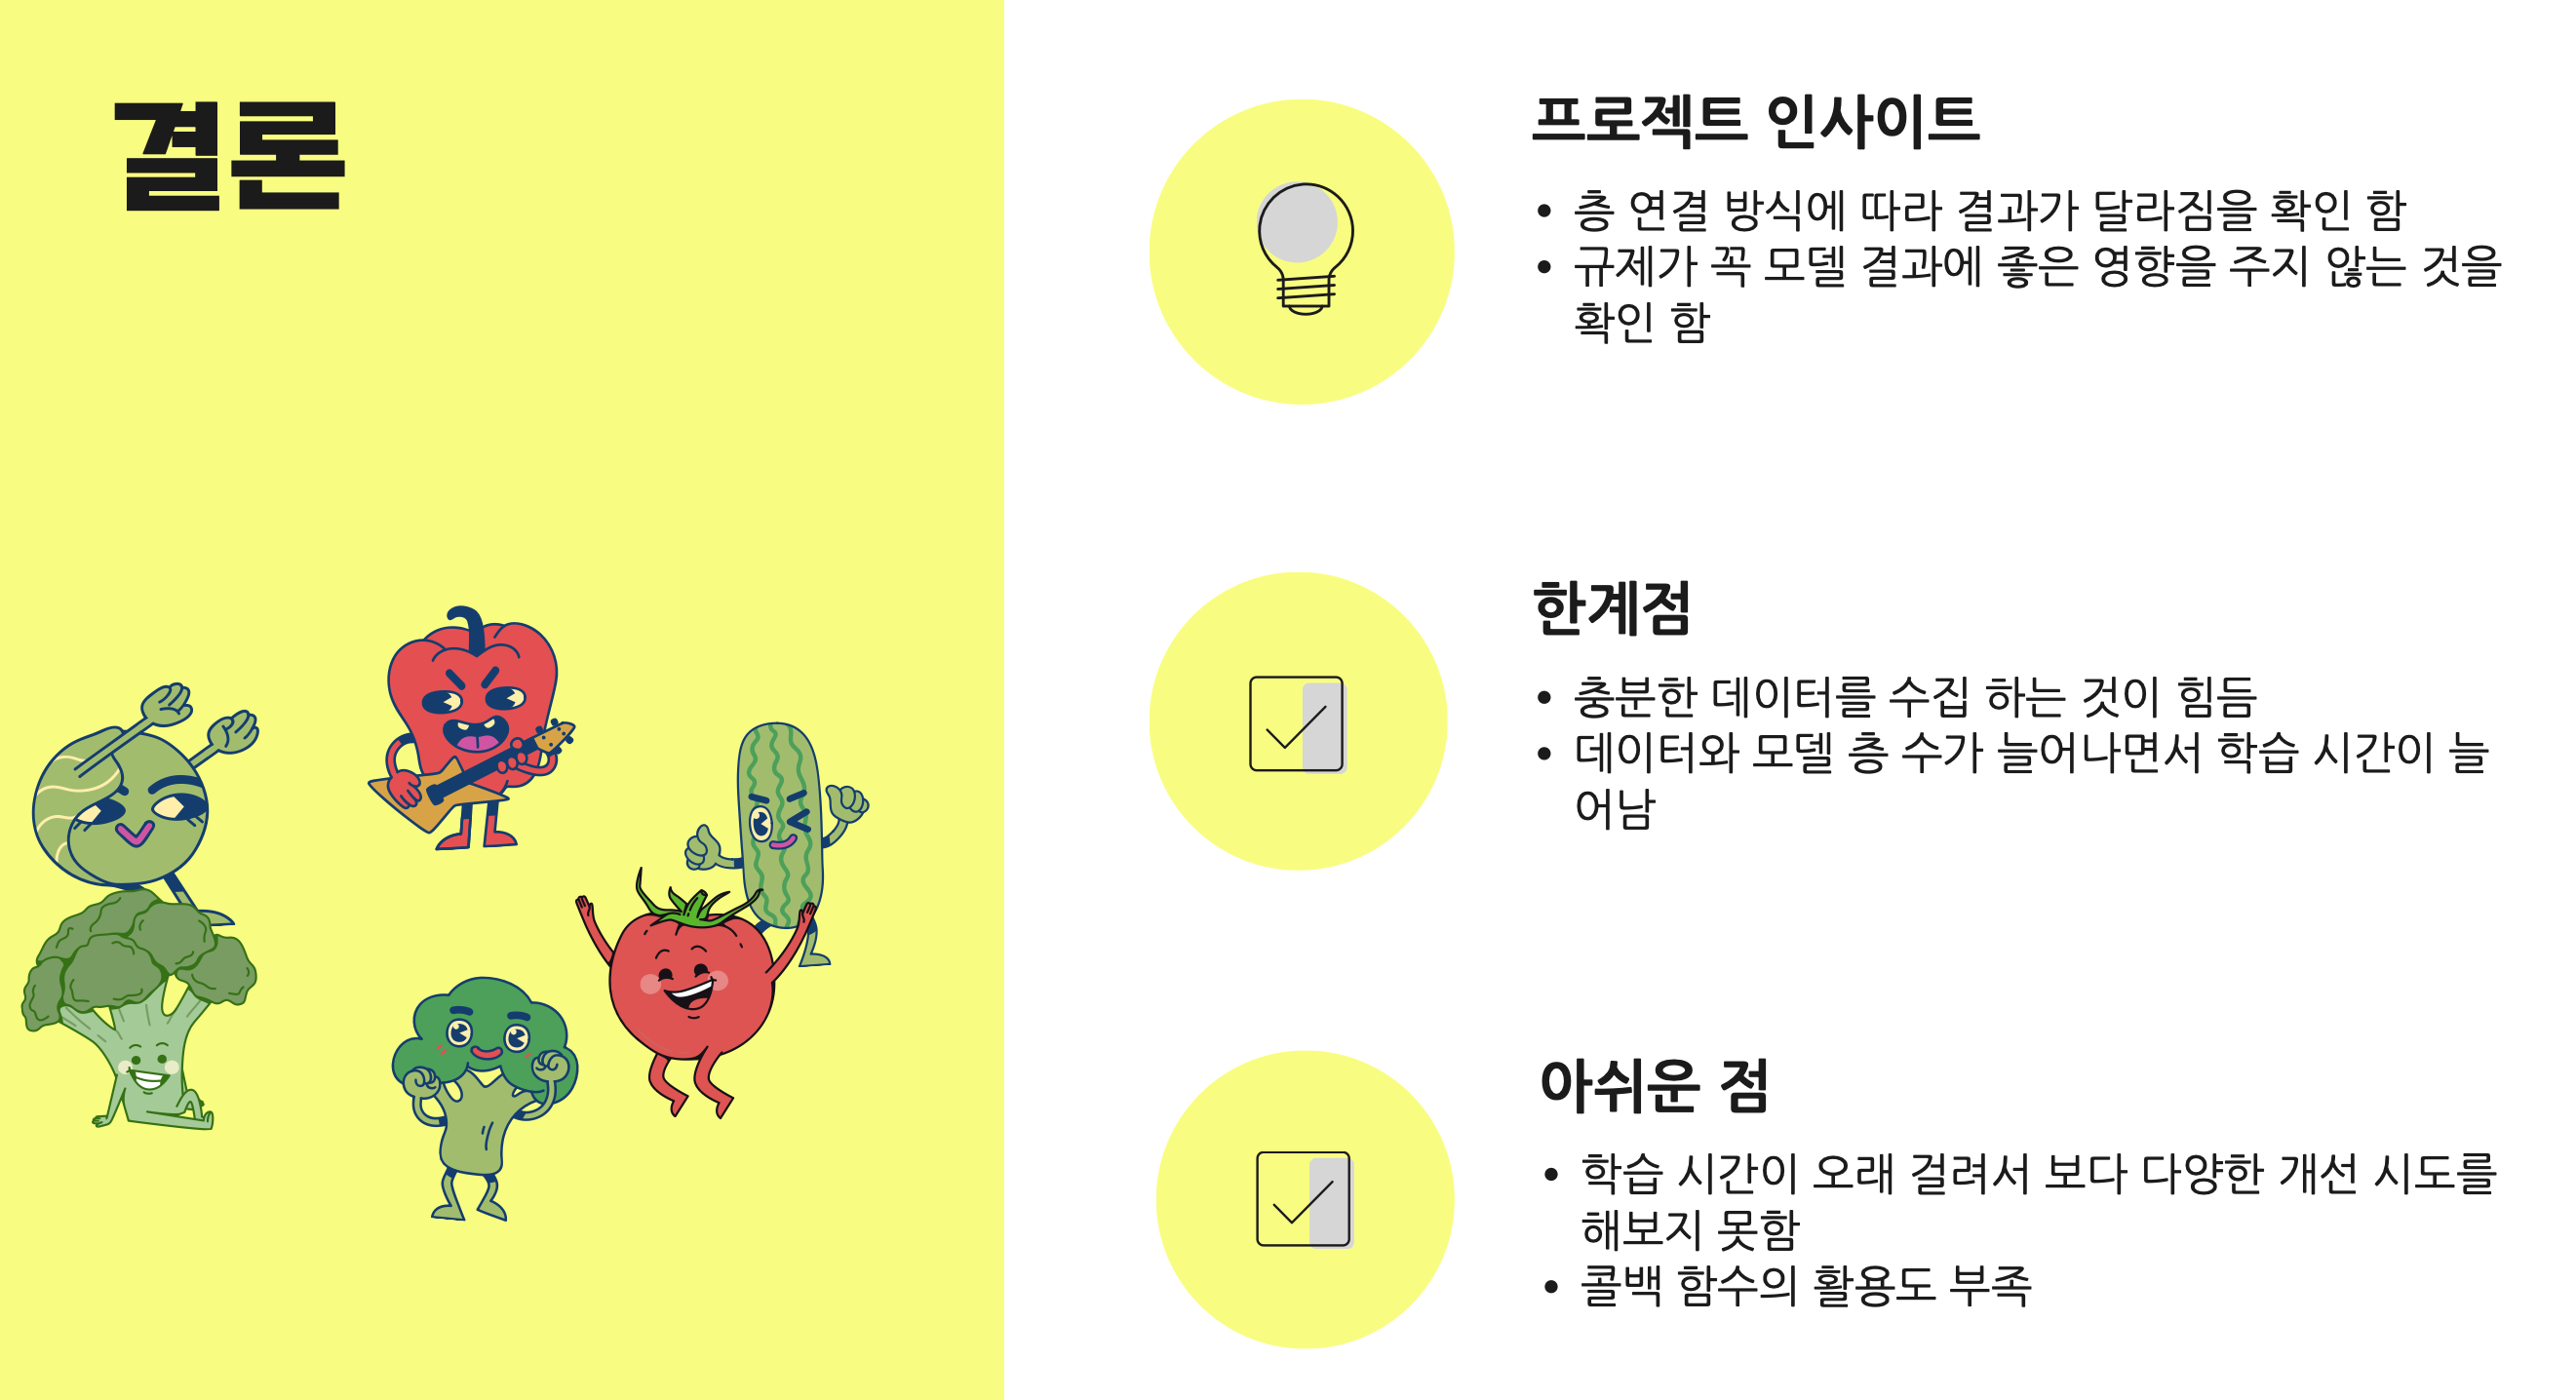 결론
프로젝트 인사이트
• 층 연결 방식에 따라 결과가 달라짐을 확인 함
• 규제가 꼭 모델 결과에 좋은 영향을 주지 않는 것을
확인 함
한계점
• 충분한 데이터를 수집 하는 것이 힘듬
• 데이터와 모델 층 수가 늘어나면서 학습 시간이 늘
어남
아쉬운 점
• 학습 시간이 오래 걸려서 보다 다양한 개선 시도를
해보지 못함
• 콜백 함수의 활용도 부족